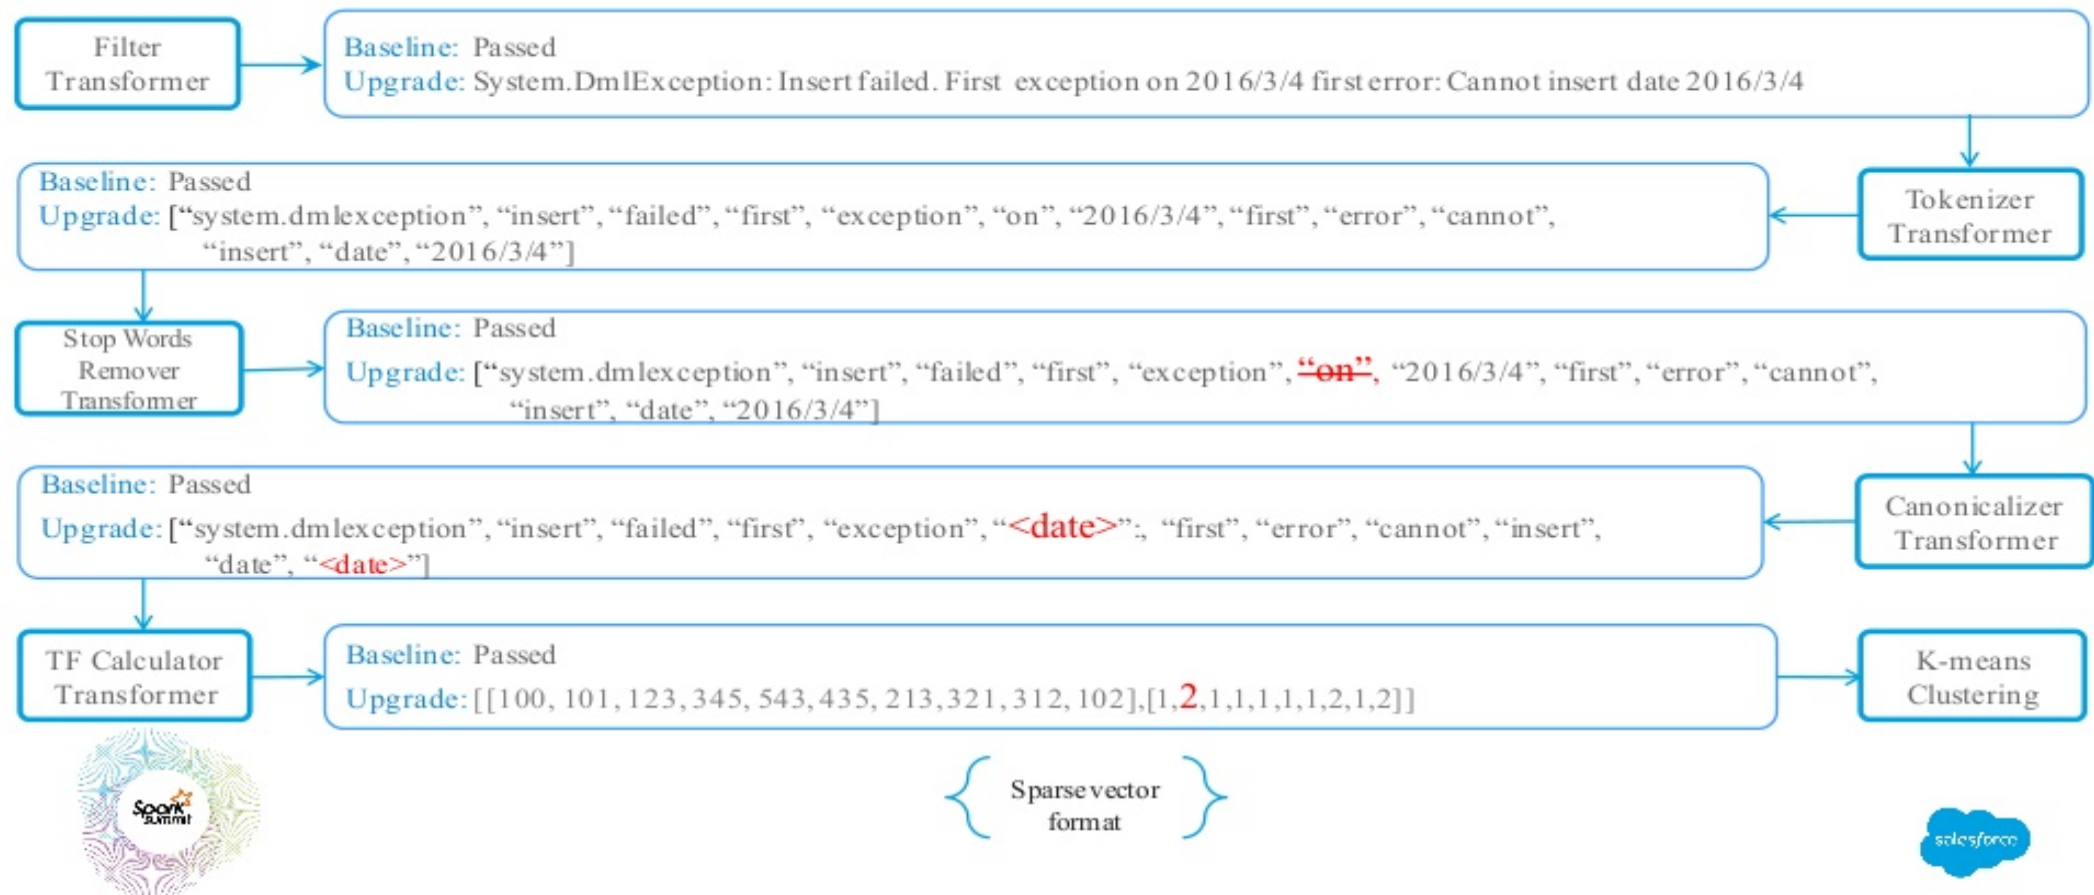 Filter
Transformer
Baseline: Passed
Upgrade: System.DmlException: Insert failed. First exception on 2016/3/4 first error: Cannot insert date 2016/3/4
Baseline: Passed
Upgrade: [“system.dmlexception”, “insert”, “failed”, “first”, “exception”, “on”, “2016/3/4”, “first”, “error”, “cannot”,
“insert”, “date”, “2016/3/4”]
Tokenizer
Transformer
Stop Words
Remover
Transformer
Baseline: Passed
Upgrade: [“system.dmlexception”, “insert”, “failed”, “first”, “exception”, “on”, “2016/3/4”, “first”, “error”, “cannot”,
“insert”, “date”, “2016/3/4”]
Baseline: Passed
Upgrade: [“system.dmlexception”, “insert”, “failed”, “first”, “exception”, “<date>”:, “first”, “error”, “cannot”, “insert”,
“date”, “<date>”]
Canonicalizer
Transformer
TF Calculator
Transformer
Baseline: Passed
Upgrade: [[100, 101, 123, 345, 543, 435, 213, 321, 312, 102],[1,2,1,1,1,1,1,2,1,2]]
K-means
Clustering
Sparse vector
format
Spark
summit
salesforce